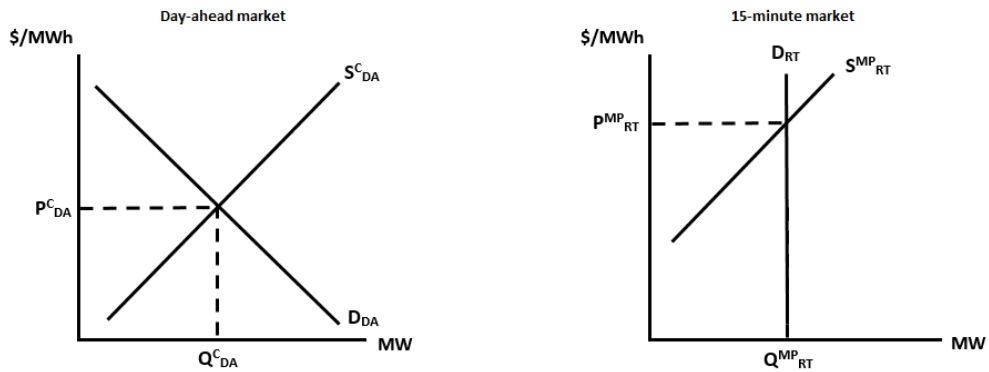 Day-ahead market
$/MWh
S^C_DA
P^C_DA
D_DA
MW
Q^C_DA
15-minute market
$/MWh
D_RT
S^MP_RT
P^MP_RT
MW
Q^MP_RT